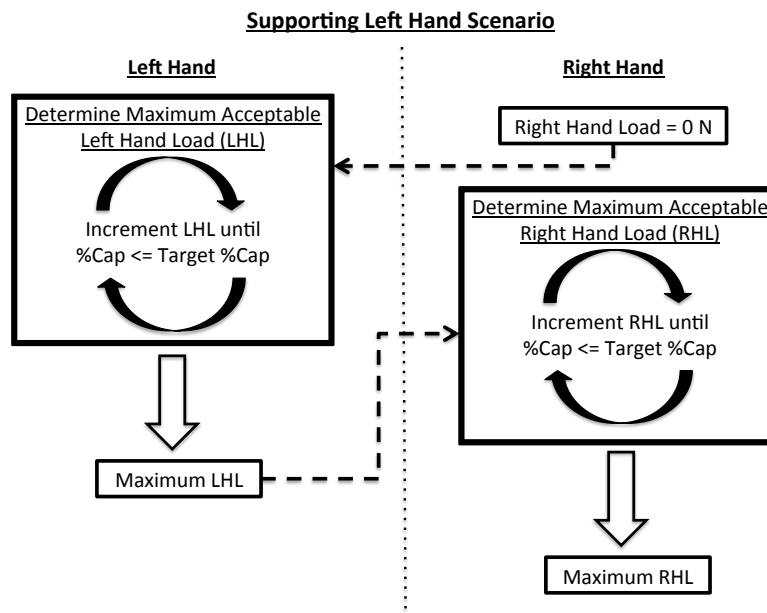 Supporting Left Hand Scenario
Left Hand
Right Hand
Determine Maximum Acceptable
Left Hand Load (LHL)
Increment LHL until
%Cap <= Target %Cap
Maximum LHL
Right Hand Load = 0 N
Determine Maximum Acceptable
Right Hand Load (RHL)
Increment RHL until
%Cap <= Target %Cap
Maximum RHL